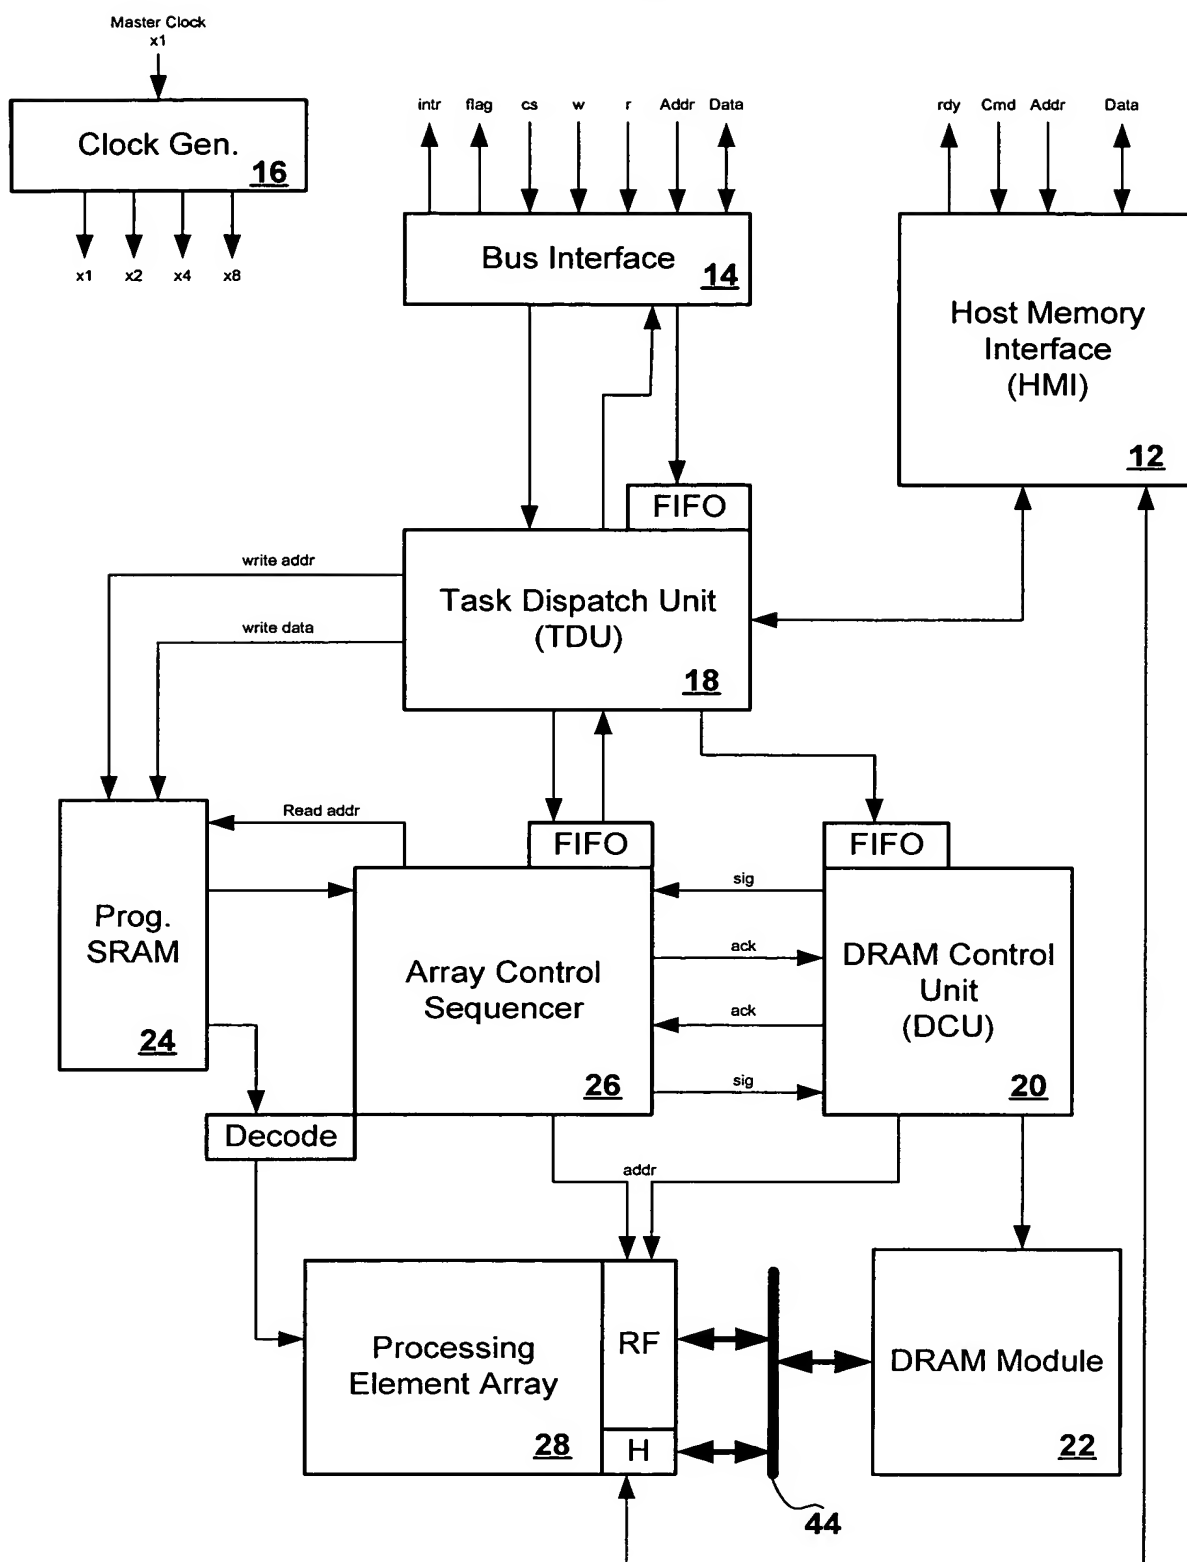 Master Clock
x1
Clock Gen.
16
x1 x2 x4 x8
intr flag cs w r Addr Data
Bus Interface
14
rdy Cmd Addr Data
Host Memory
Interface
(HMI)
12
FIFO
Task Dispatch Unit
(TDU)
18
write addr
write data
Prog.
SRAM
24
Read addr
FIFO
Array Control
Sequencer
26
sig
ack
ack
sig
FIFO
DRAM Control
Unit
(DCU)
20
Decode
addr
Processing
Element Array
28
RF
H
44
DRAM Module
22